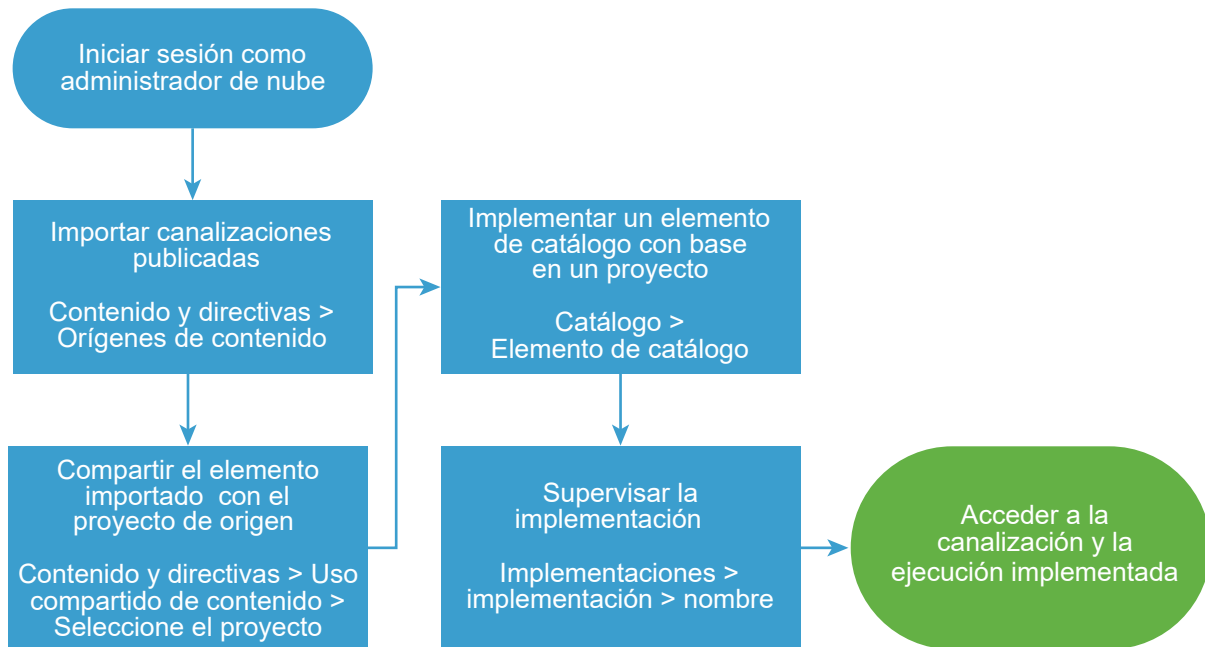 Iniciar sesión como
administrador de nube
Importar canalizaciones
publicadas
Contenido y directivas >
Orígenes de contenido
Compartir el elemento
importado  con el
proyecto de origen
Contenido y directivas > Uso
compartido de contenido >
Seleccione el proyecto
Implementar un elemento
de catálogo con base
en un proyecto
Catálogo >
Elemento de catálogo
Supervisar la
implementación
Implementaciones >
implementación > nombre
Acceder a la
canalización y la
ejecución implementada